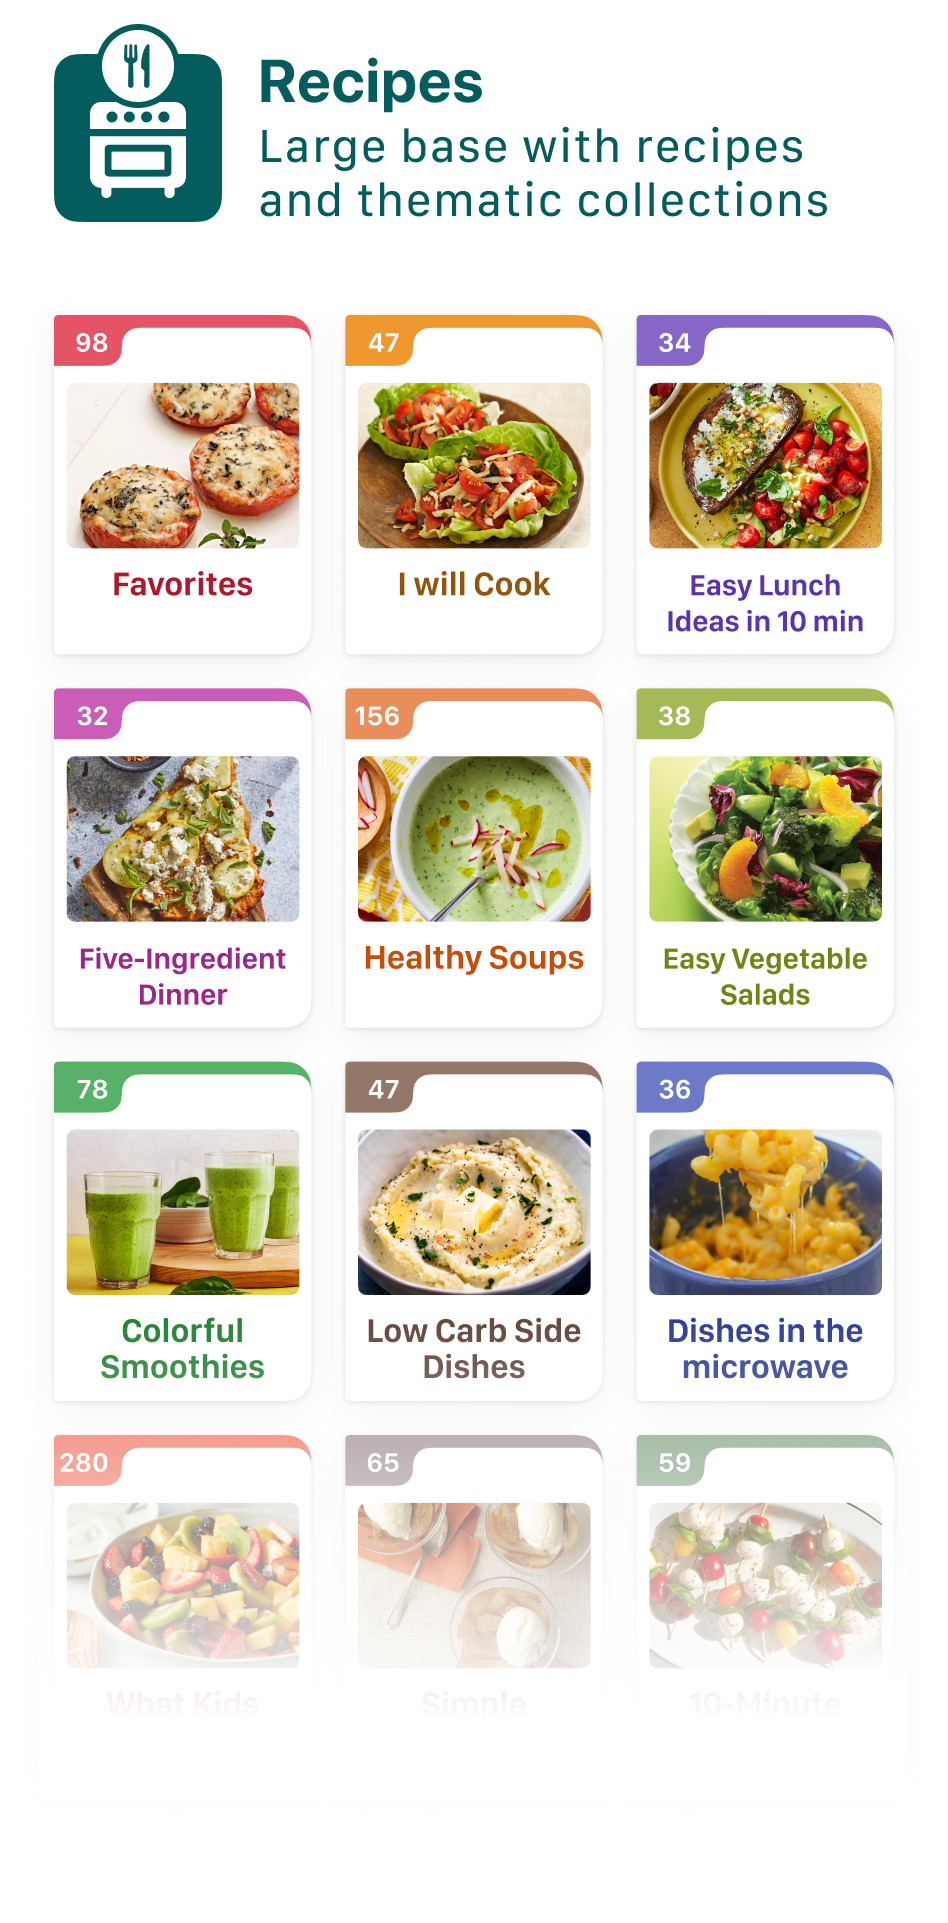 Recipes
Large base with recipes
and thematic collections
98
47
34
Favorites
I will Cook
Easy Lunch
Ideas in 10 min
32
156
38
Five-Ingredient
Dinner
Healthy Soups
Easy Vegetable
Salads
78
47
36
Colorful
Smoothies
Low Carb Side
Dishes
Dishes in the
microwave
280
65
59
What Kids
Simple
10-Minute